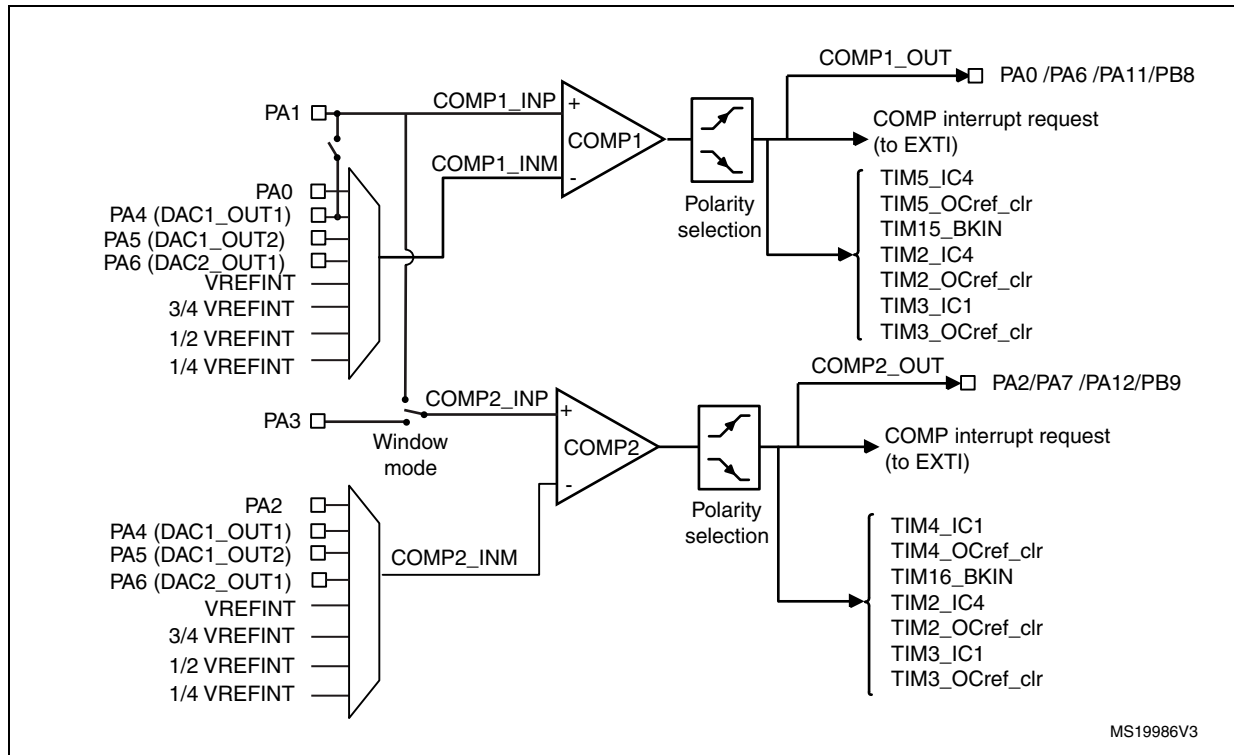 COMP1_OUT
PA0 /PA6 /PA11/PB8
PA1
COMP1_INP
+
COMP1
COMP1_INM
-
COMP interrupt request
(to EXTI)
Polarity
selection
PA0
PA4 (DAC1_OUT1)
PA5 (DAC1_OUT2)
PA6 (DAC2_OUT1)
VREFINT
3/4 VREFINT
1/2 VREFINT
1/4 VREFINT
TIM5_IC4
TIM5_OCref_clr
TIM15_BKIN
TIM2_IC4
TIM2_OCref_clr
TIM3_IC1
TIM3_OCref_clr
COMP2_OUT
PA2/PA7 /PA12/PB9
PA3
Window
mode
COMP2_INP
+
COMP2
-
COMP interrupt request
(to EXTI)
Polarity
selection
PA2
PA4 (DAC1_OUT1)
PA5 (DAC1_OUT2)
PA6 (DAC2_OUT1)
VREFINT
3/4 VREFINT
1/2 VREFINT
1/4 VREFINT
COMP2_INM
TIM4_IC1
TIM4_OCref_clr
TIM16_BKIN
TIM2_IC4
TIM2_OCref_clr
TIM3_IC1
TIM3_OCref_clr
MS19986V3